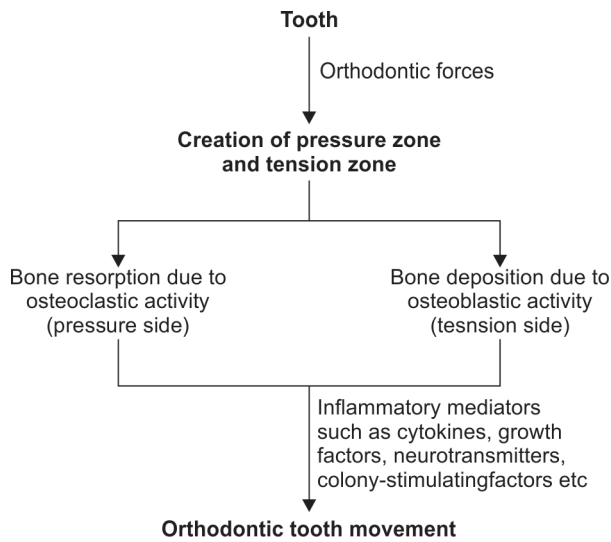 Tooth
Orthodontic forces
Creation of pressure zone
and tension zone
Bone resorption due to
osteoclastic activity
(pressure side)
Bone deposition due to
osteoblastic activity
(tesnsion side)
Inflammatory mediators
such as cytokines, growth
factors, neurotransmitters,
colony-stimulatingfactors etc
Orthodontic tooth movement